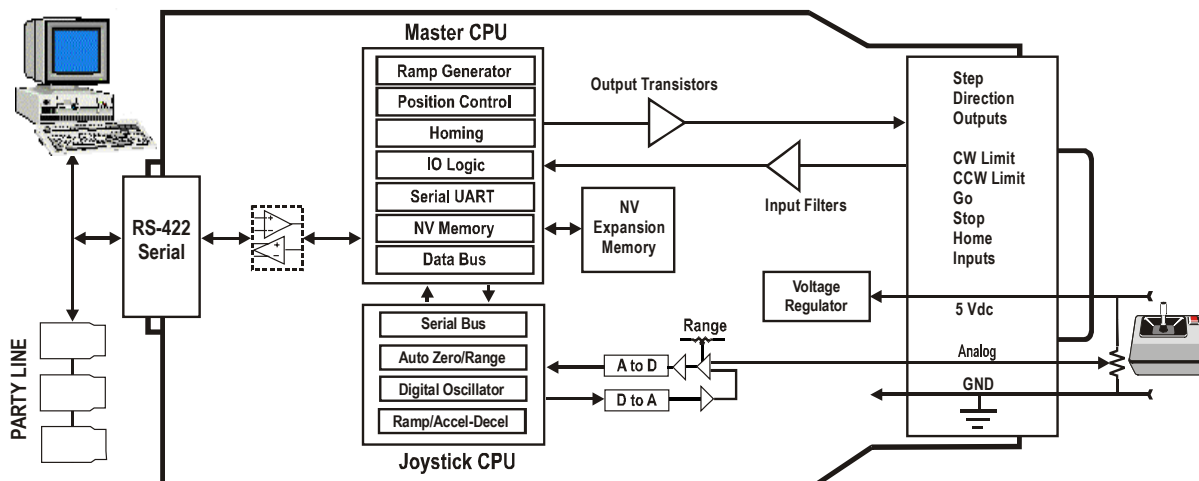 Master CPU
Ramp Generator
Position Control
Homing
IO Logic
Serial UART
NV Memory
Data Bus
Output Transistors
Input Filters
NV
Expansion
Memory
Step
Direction
Outputs
CW Limit
CCW Limit
Go
Stop
Home
Inputs
RS-422
Serial
Voltage
Regulator
5 Vdc
Serial Bus
Auto Zero/Range
Digital Oscillator
Ramp/Accel-Decel
Joystick CPU
Range
A to D
D to A
Analog
GND
PARTY LINE